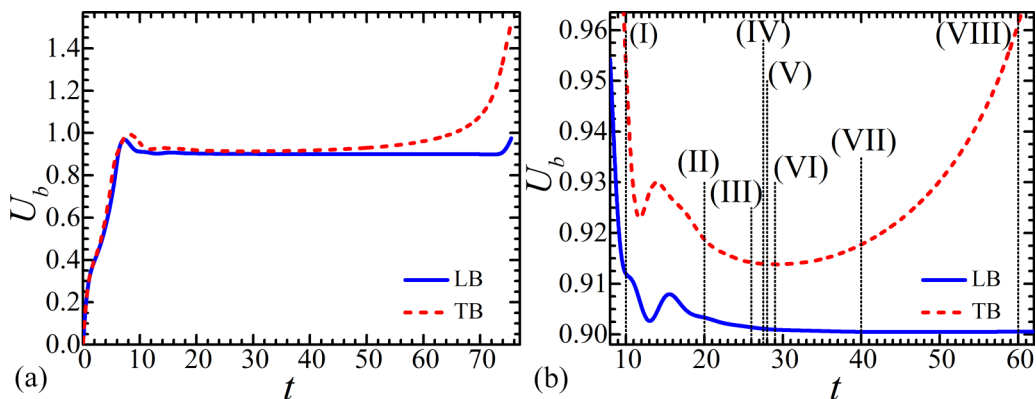 1.4
1.2
1.0
0.8
0.6
0.4
0.2
0.0
U_b
0 10 20 30 40 50 60 70
t
LB
TB
(a)
0.96
0.95
0.94
0.93
0.92
0.91
0.90
U_b
(I)
(II)
(III)
(IV)
(V)
(VI)
(VII)
(VIII)
LB
TB
10 20 30 40 50 60
t
(b)